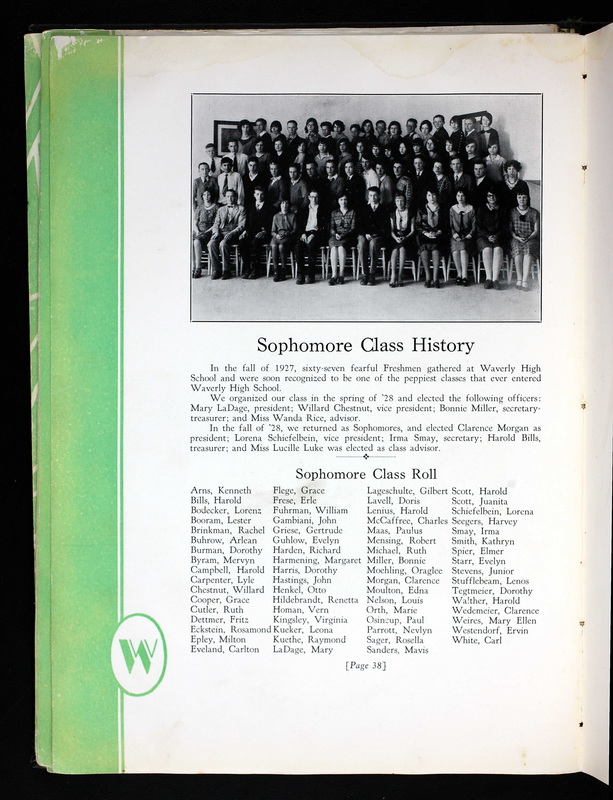 Sophomore Class History
In the fall of 1927, sixty-seven fearful Freshmen gathered at Waverly High
School and were soon recognized to be one of the peppiest classes that ever entered
Waverly High School.
We organized our class in the spring of '28 and elected the following officers:
Mary LaDage, president; Willard Chestnut, vice president; Bonnie Miller, secretary-
treasurer; and Miss Wanda Rice, advisor.
In the fall of '28, we returned as Sophomores, and elected Clarence Morgan as
president; Lorena Schiefelbein, vice president; Irma Smay, secretary; Harold Bills,
treasurer; and Miss Lucille Luke was elected as class advisor.
Sophomore Class Roll
Arns, Kenneth
Bills, Harold
Bodecker, Lorenz
Booram, Lester
Brinkman, Rachel
Buhrow, Arlean
Burman, Dorothy
Byram, Mervyn
Campbell, Harold
Carpenter, Lyle
Chestnut, Willard
Cooper, Grace
Cutler, Ruth
Dettmer, Fritz
Eckstein, Rosamond
Epley, Milton
Eveland, Carlton
Flege, Grace
Frese, Erle
Fuhrman, William
Gambiani, John
Griese, Gertrude
Guhlow, Evelyn
Harden, Richard
Harmening, Margaret
Harris, Dorothy
Hastings, John
Henkel, Otto
Hildebrandt, Renetta
Homan, Vern
Kingsley, Virginia
Kueker, Leona
Kuethe, Raymond
LaDage, Mary
Lageschulte, Gilbert
Lavell, Doris
Lenius, Harold
McCaffree, Charles
Maas, Paulus
Mensing, Robert
Michael, Ruth
Miller, Bonnie
Moehling, Oraglee
Morgan, Clarence
Moulton, Edna
Nelson, Louis
Orth, Marie
Osincup, Paul
Parrott, Nevlyn
Sager, Rosella
Sanders, Mavis
Scott, Harold
Scott, Juanita
Schiefelbein, Lorena
Seegers, Harvey
Smay, Irma
Smith, Kathryn
Spier, Elmer
Starr, Evelyn
Stevens, Junior
Stufflebeam, Lenos
Tegtmeier, Dorothy
Walther, Harold
Wedemeier, Clarence
Weires, Mary Ellen
Westendorf, Ervin
White, Carl
[Page 38]
W